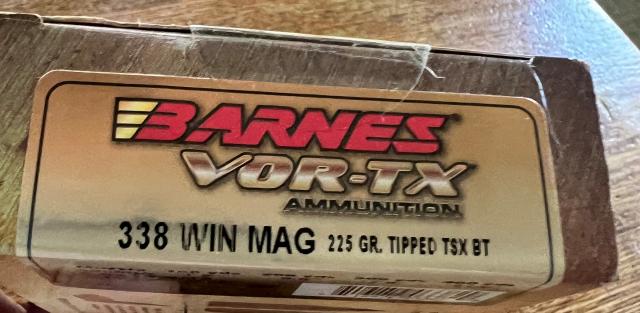 BARNES
VOR-TX
AMMUNITION
338 WIN MAG 225 GR. TIPPED TSX BT